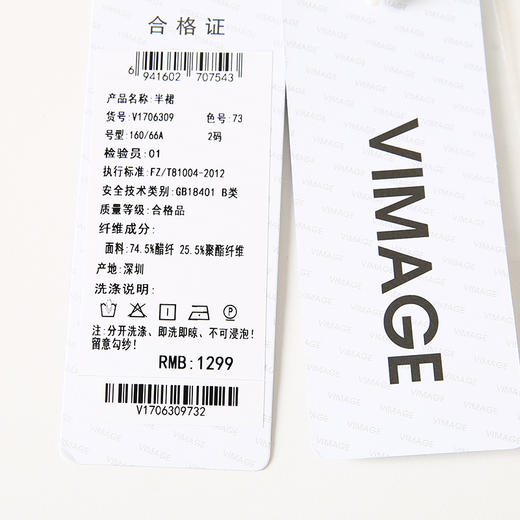 合格证
6 941602 707543
产品名称:半裙
货号:V1706309 色号:73
号型:160/66A 2码
检验员:01
执行标准:FZ/T81004-2012
安全技术类别:GB18401 B类
质量等级:合格品
纤维成分:
面料:74.5%醋纤 25.5%聚酯纤维
产地:深圳
洗涤说明:
注:分开洗涤、即洗即晾、不可浸泡!
留意勾纱!
RMB:1299
V1706309732
VIMAGE